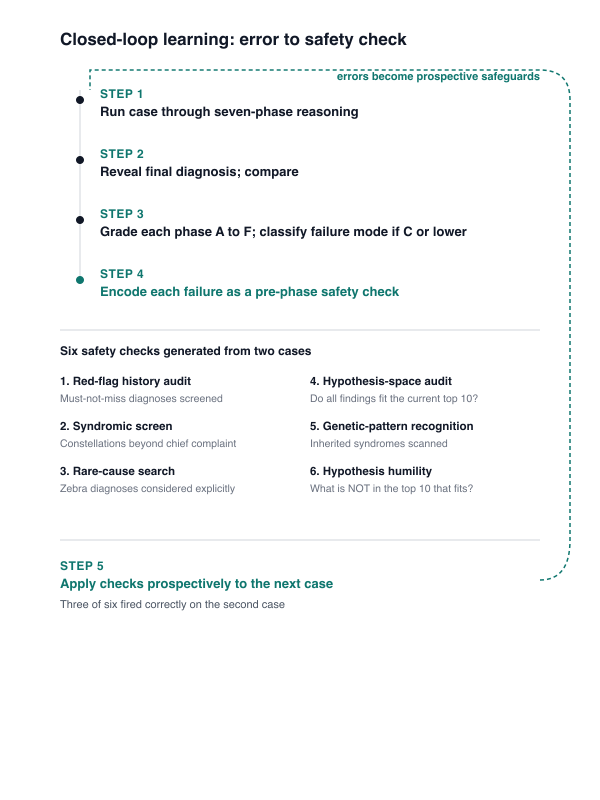 Closed-loop learning: error to safety check
errors become prospective safeguards
STEP 1
Run case through seven-phase reasoning
STEP 2
Reveal final diagnosis; compare
STEP 3
Grade each phase A to F; classify failure mode if C or lower
STEP 4
Encode each failure as a pre-phase safety check
Six safety checks generated from two cases
1. Red-flag history audit
Must-not-miss diagnoses screened
2. Syndromic screen
Constellations beyond chief complaint
3. Rare-cause search
Zebra diagnoses considered explicitly
4. Hypothesis-space audit
Do all findings fit the current top 10?
5. Genetic-pattern recognition
Inherited syndromes scanned
6. Hypothesis humility
What is NOT in the top 10 that fits?
STEP 5
Apply checks prospectively to the next case
Three of six fired correctly on the second case